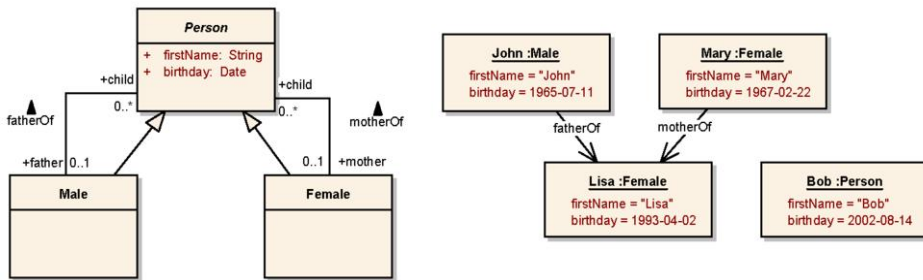 Person
+ firstName: String
+ birthday: Date
+child
0..*
+child
0..*
fatherOf
motherOf
+father 0..1
0..1 +mother
Male
Female
John :Male
firstName = "John"
birthday = 1965-07-11
Mary :Female
firstName = "Mary"
birthday = 1967-02-22
fatherOf
motherOf
Lisa :Female
firstName = "Lisa"
birthday = 1993-04-02
Bob :Person
firstName = "Bob"
birthday = 2002-08-14